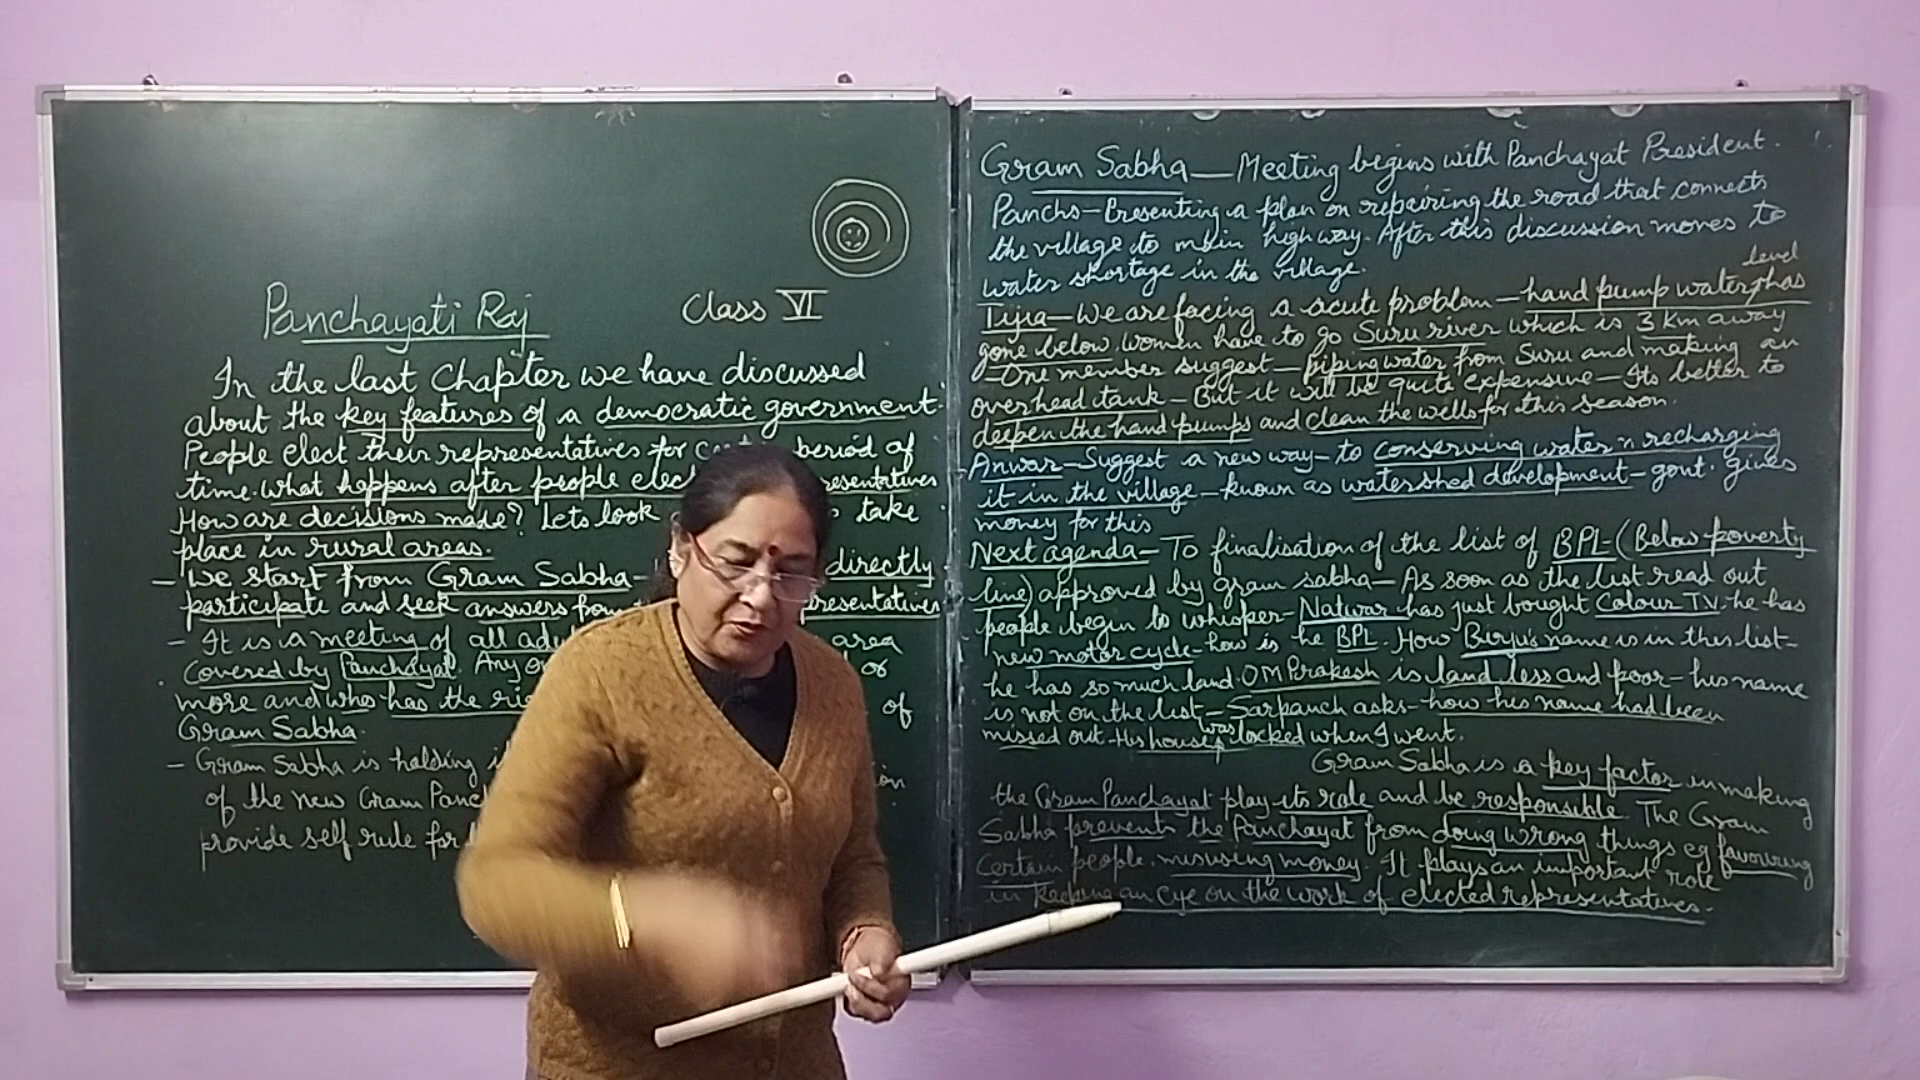 Panchayati Raj Class VI
In the last Chapter we have discussed
about the key features of a democratic government.
People elect their representatives for period of
time. What happens after people elec resentatives
How are decisions made? Lets look take
place in rural areas.
- We start from Gram Sabha - directly
participate and seek answers from presentatives
- It is a meeting of all adu area
Covered by Panchayat. Any or
more and who has the ri of
Gram Sabha.
- Gram Sabha is holding
of the new Gram Panc
provide self rule for
Gram Sabha — Meeting begins with Panchayat President.
Panchs - Presenting a plan on repairing the road that connects
the village to main highway. After this discussion moves to
water shortage in the village.
Tijia - We are facing a acute problem - hand pump water level has
gone below. women have to go Suru river which is 3 Km away
- One member suggest - piping water from Suru and making an
overhead tank - But it will be quite expensive - Its better to
deepen the hand pumps and clean the wells for this season.
- Anwar - Suggest a new way - to conserving water n recharging
it in the village - known as watershed development - govt. gives
money for this
Next agenda - To finalisation of the list of BPL - (Below poverty
line) approved by gram sabha - As soon as the list read out
people begin to whisper - Natwar has just bought Colour T.V. he has
new motor cycle - how is he BPL. How Birju's name is in this list -
he has so much land OM Prakash is land less and poor - his name
is not on the list - Sarpanch asks - how his name had been
missed out - His house was locked when I went.
Gram Sabha is a key factor in making
the Gram Panchayat play its role and be responsible. The Gram
Sabha prevents the Panchayat from doing wrong things eg favouring
Certain people, misusing money. It plays an important role
in keeping an eye on the work of elected representatives.